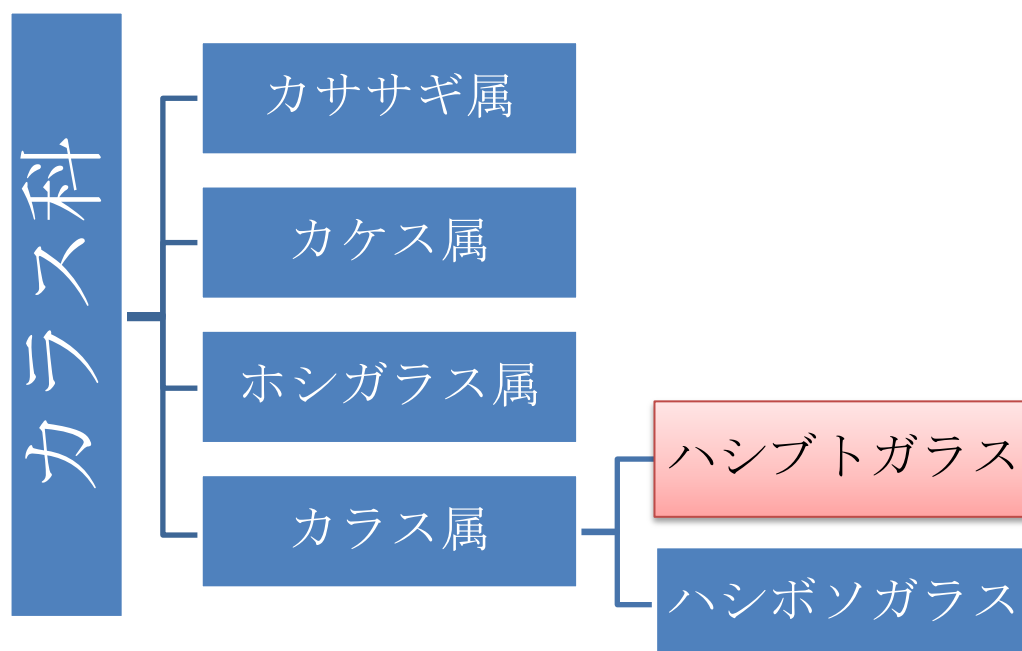 カラス科
カササギ属
カケス属
ホシガラス属
カラス属
ハシブトガラス
ハシボソガラス